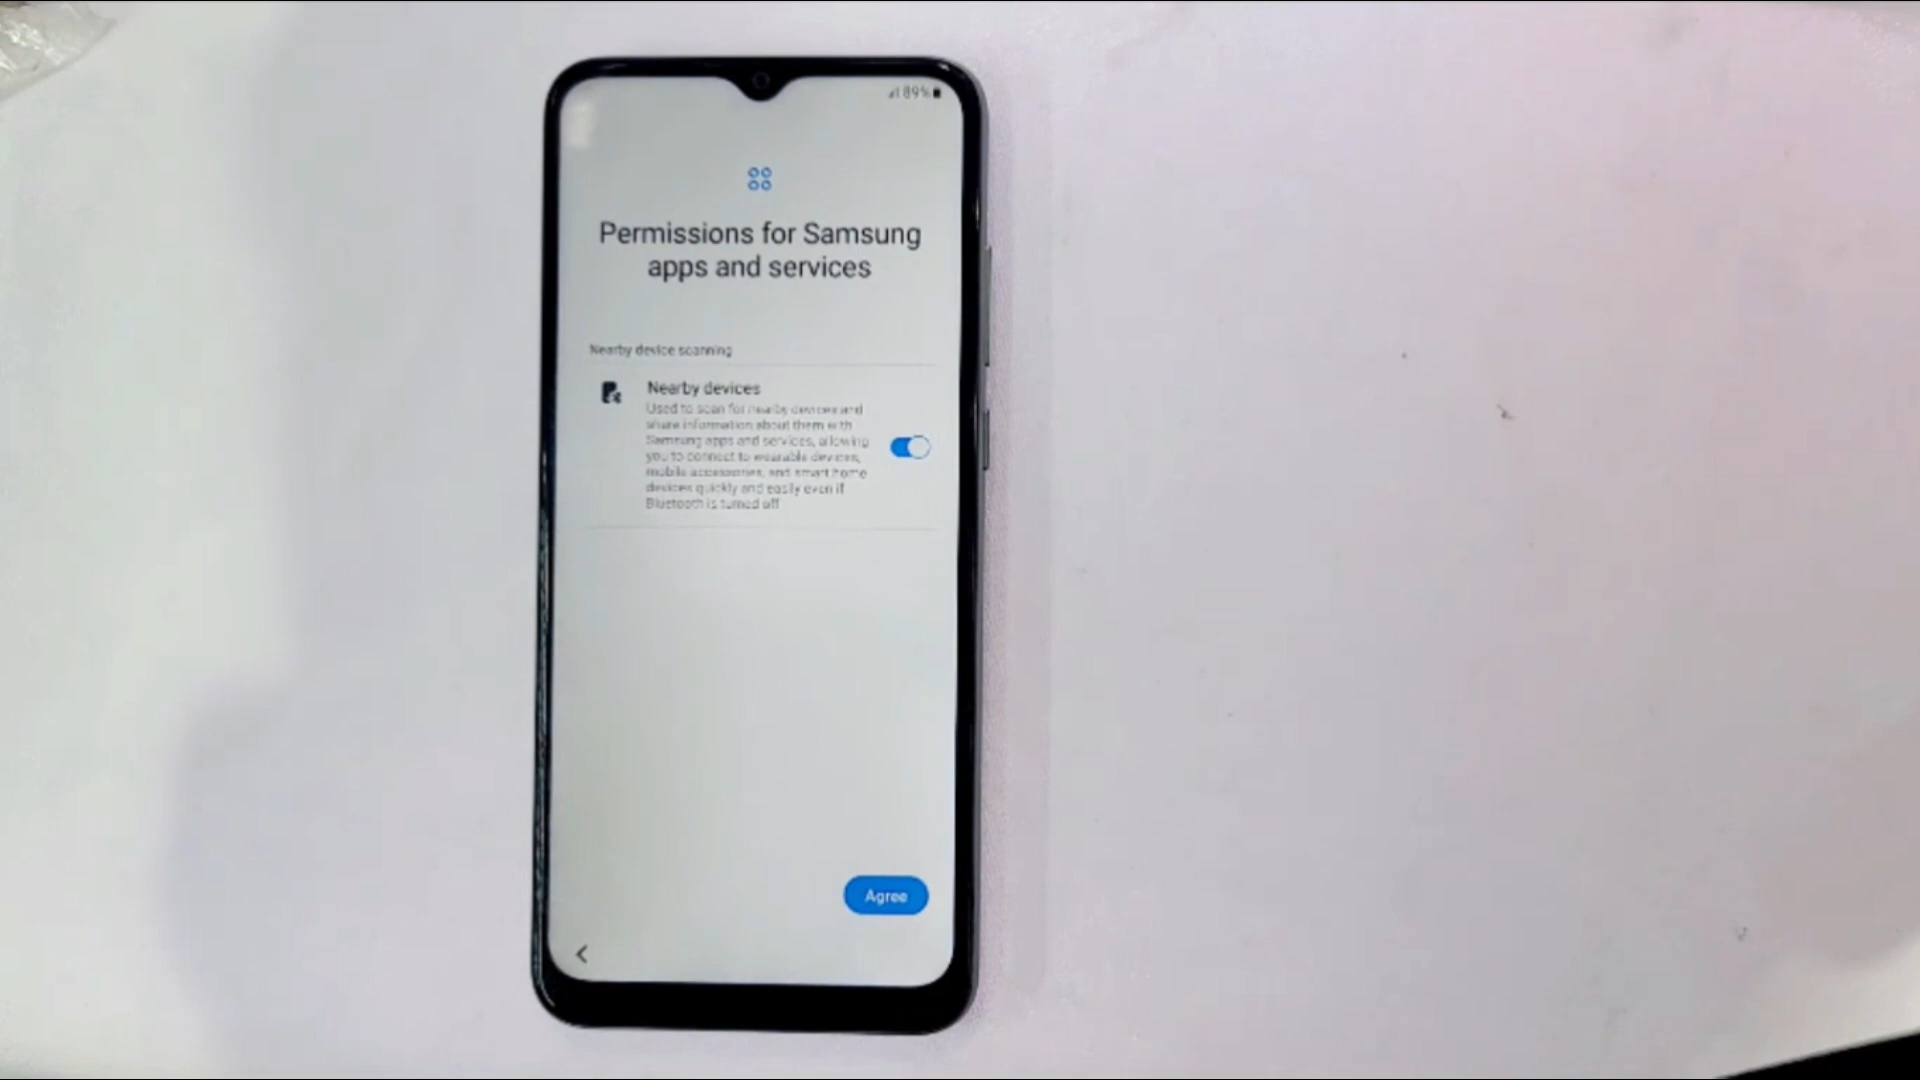 89%
Permissions for Samsung
apps and services
Nearby device scanning
Nearby devices
Used to scan for nearby devices and
share information about them with
Samsung apps and services, allowing
you to connect to wearable devices,
mobile accessories, and smart home
devices quickly and easily even if
Bluetooth is turned off
Agree